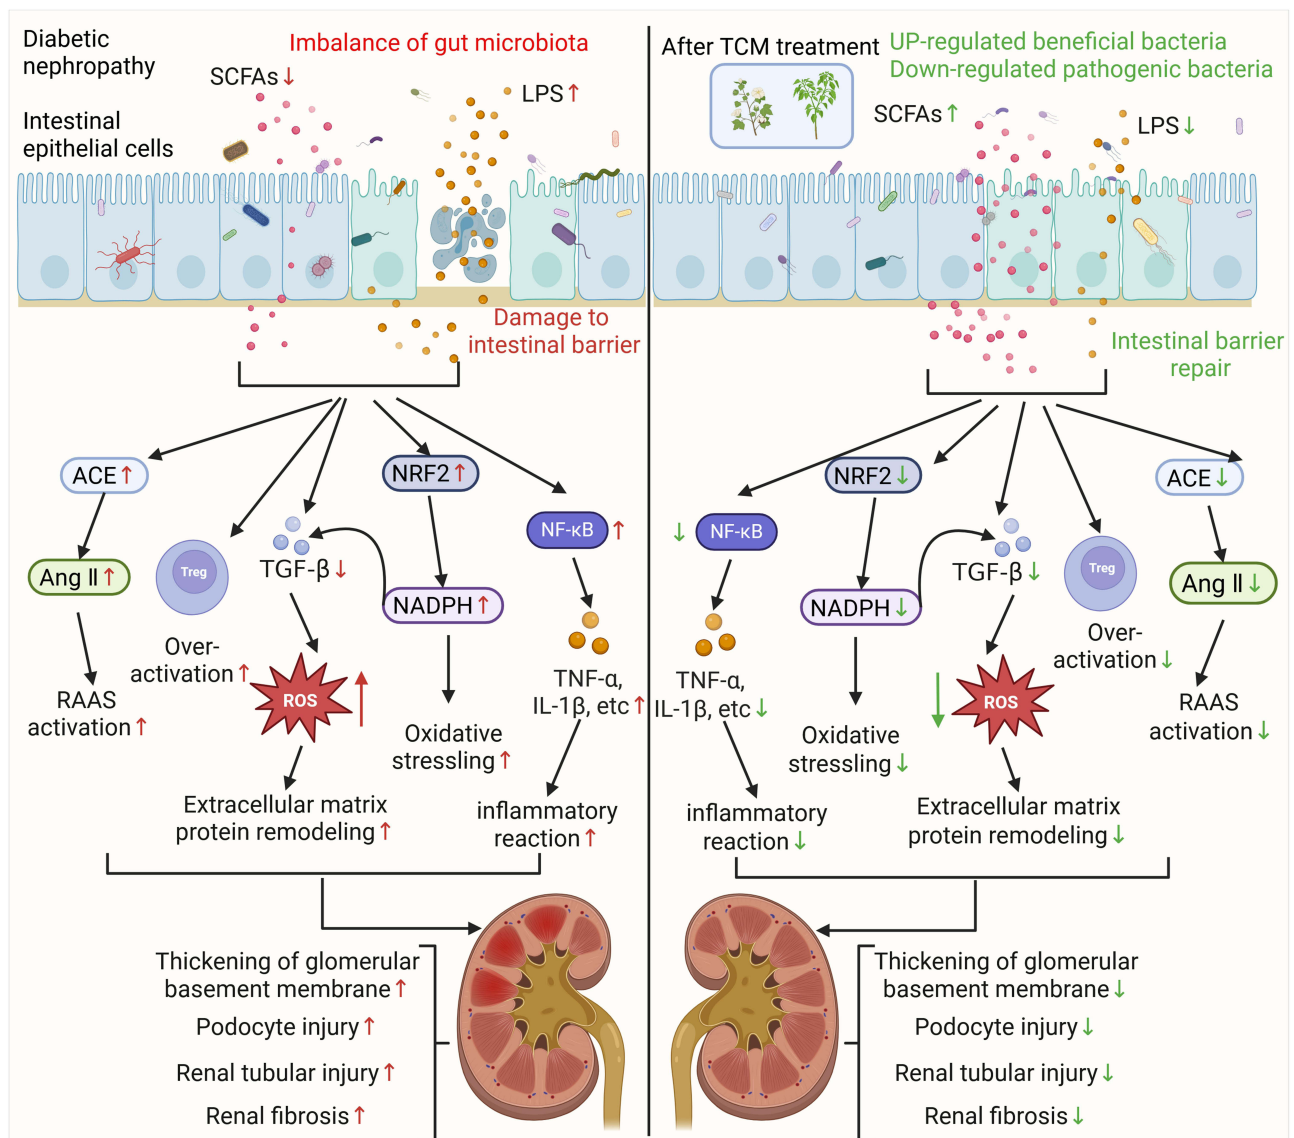 Diabetic
nephropathy
Imbalance of gut microbiota
SCFAs↓
LPS↑
Intestinal
epithelial cells
Damage to
intestinal barrier
ACE↑
NRF2↑
NF-κB↑
Ang Ⅱ↑
Treg
TGF-β↓
NADPH↑
Over-
activation↑
ROS
↑
TNF-α,
IL-1β, etc↑
RAAS
activation↑
Oxidative
stressling↑
Extracellular matrix
protein remodeling↑
inflammatory
reaction↑
Thickening of glomerular
basement membrane↑
Podocyte injury↑
Renal tubular injury↑
Renal fibrosis↑
After TCM treatment
UP-regulated beneficial bacteria
Down-regulated pathogenic bacteria
SCFAs↑
LPS↓
Intestinal barrier
repair
NRF2↓
ACE↓
↓ NF-κB
TGF-β↓
Treg
Ang Ⅱ↓
NADPH↓
Over-
activation↓
TNF-α,
IL-1β, etc↓
↓
ROS
RAAS
activation↓
Oxidative
stressling↓
inflammatory
reaction↓
Extracellular matrix
protein remodeling↓
Thickening of glomerular
basement membrane↓
Podocyte injury↓
Renal tubular injury↓
Renal fibrosis↓